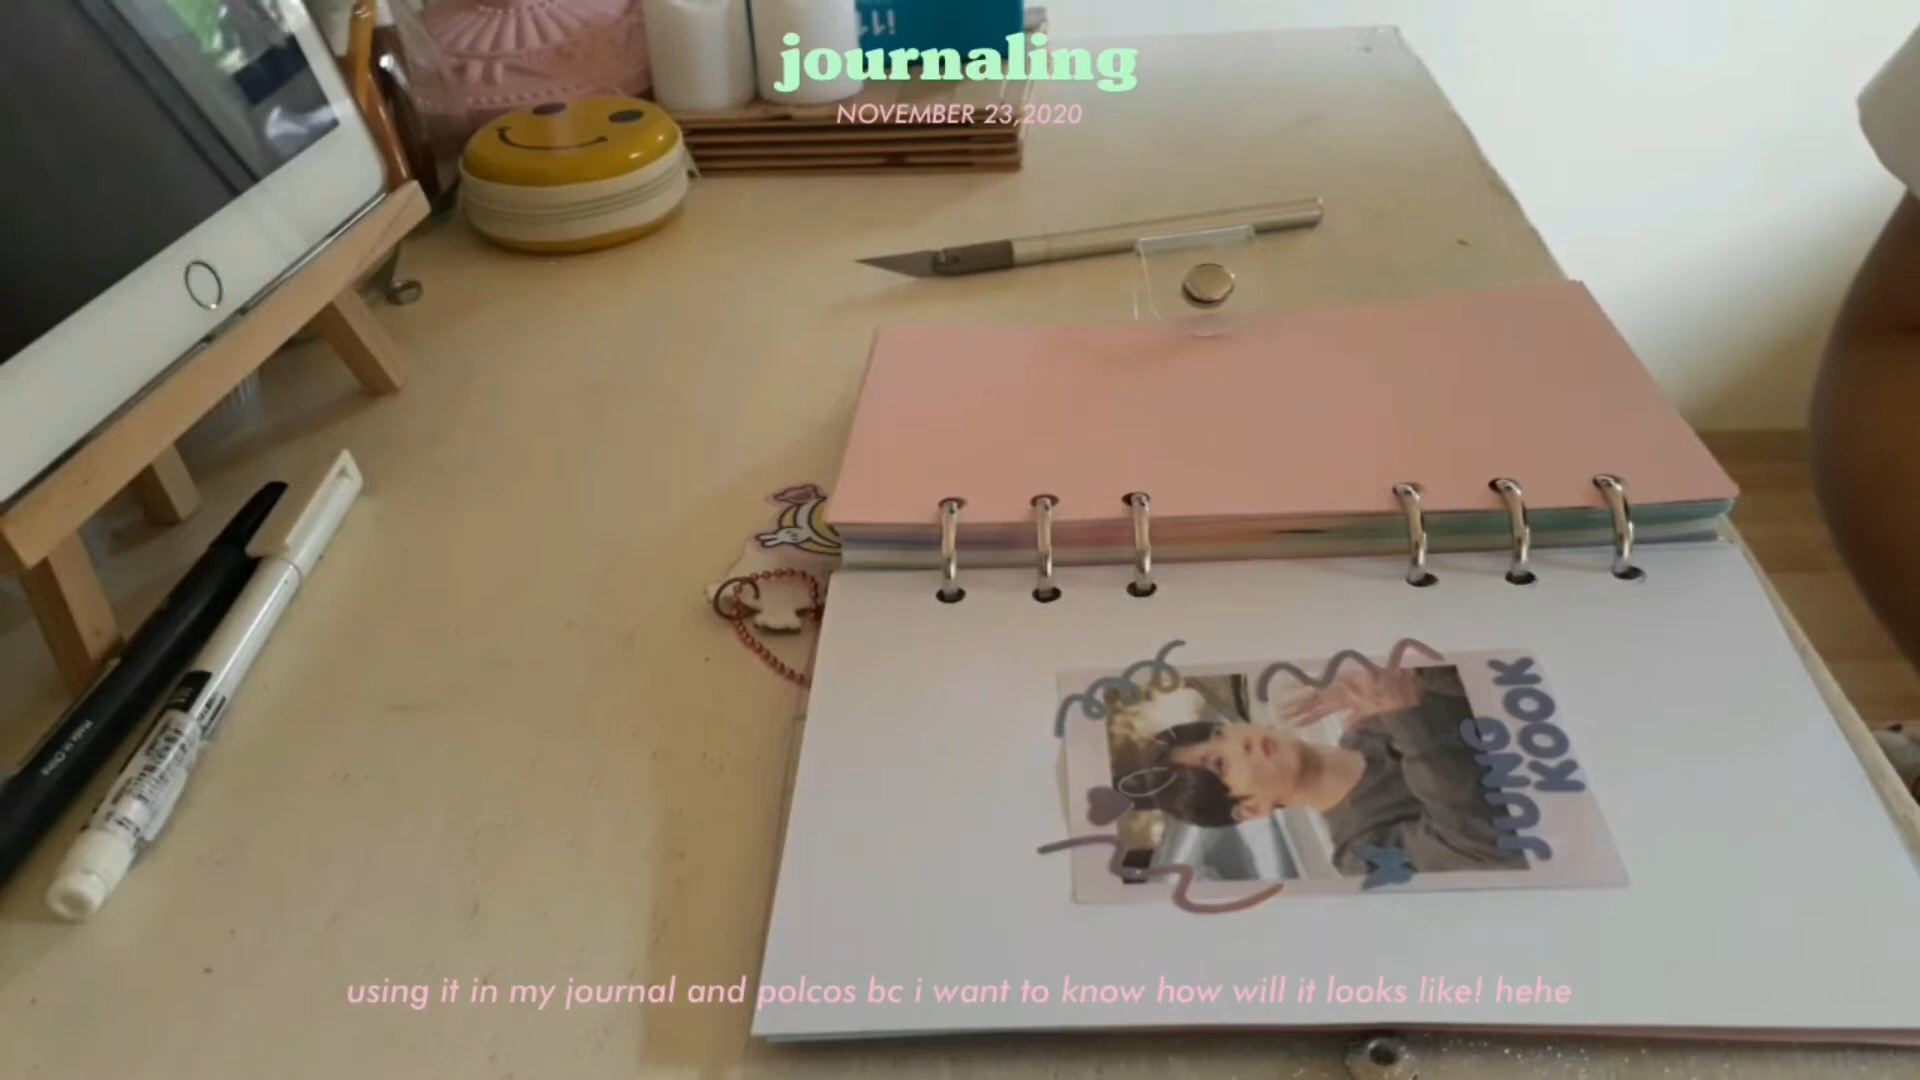 journaling
NOVEMBER 23,2020
JUNG
KOOK
using it in my journal and polcos bc i want to know how will it looks like! hehe